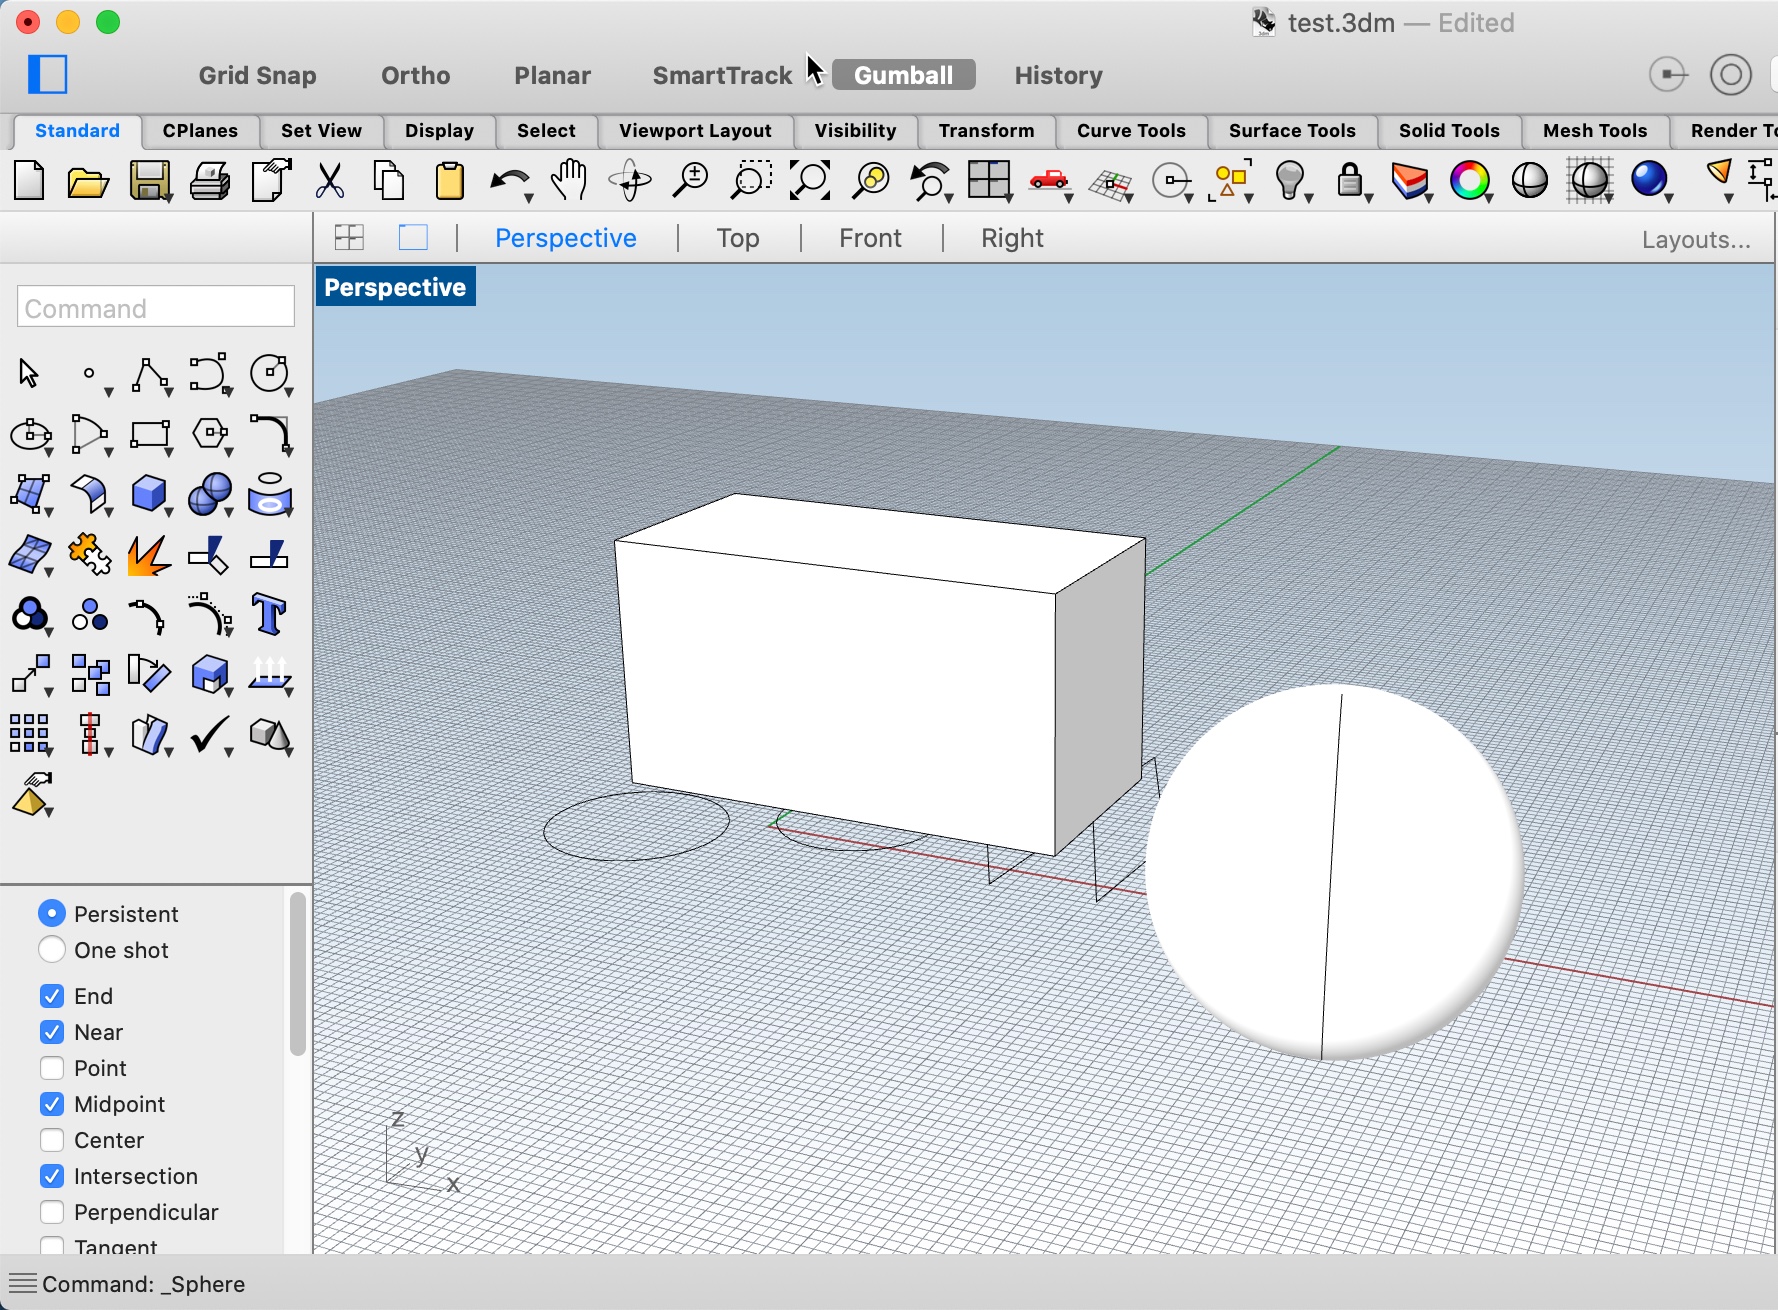 test.3dm — Edited
Grid Snap Ortho Planar SmartTrack Gumball History
Standard CPlanes Set View Display Select Viewport Layout Visibility Transform Curve Tools Surface Tools Solid Tools Mesh Tools Render To
Perspective | Top | Front | Right Layouts...
Perspective
Command
Persistent
One shot
End
Near
Point
Midpoint
Center
Intersection
Perpendicular
Tangent
z
y
x
Command: _Sphere